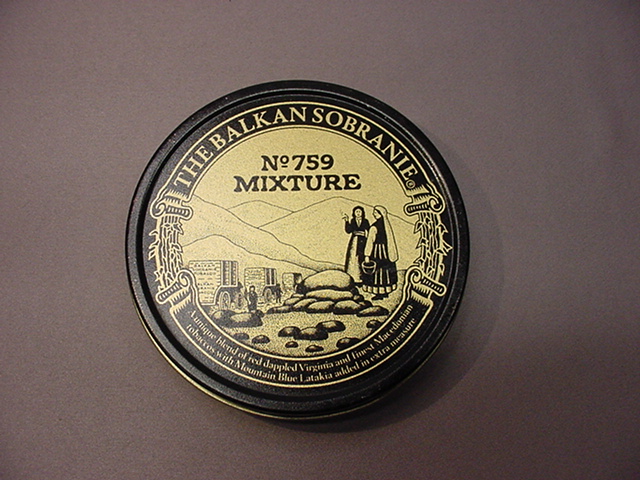 THE BALKAN SOBRANIE®
Nº759
MIXTURE
A unique blend of red dappled Virginia and finest Macedonian
tobaccos with Mountain Blue Latakia added in extra measure